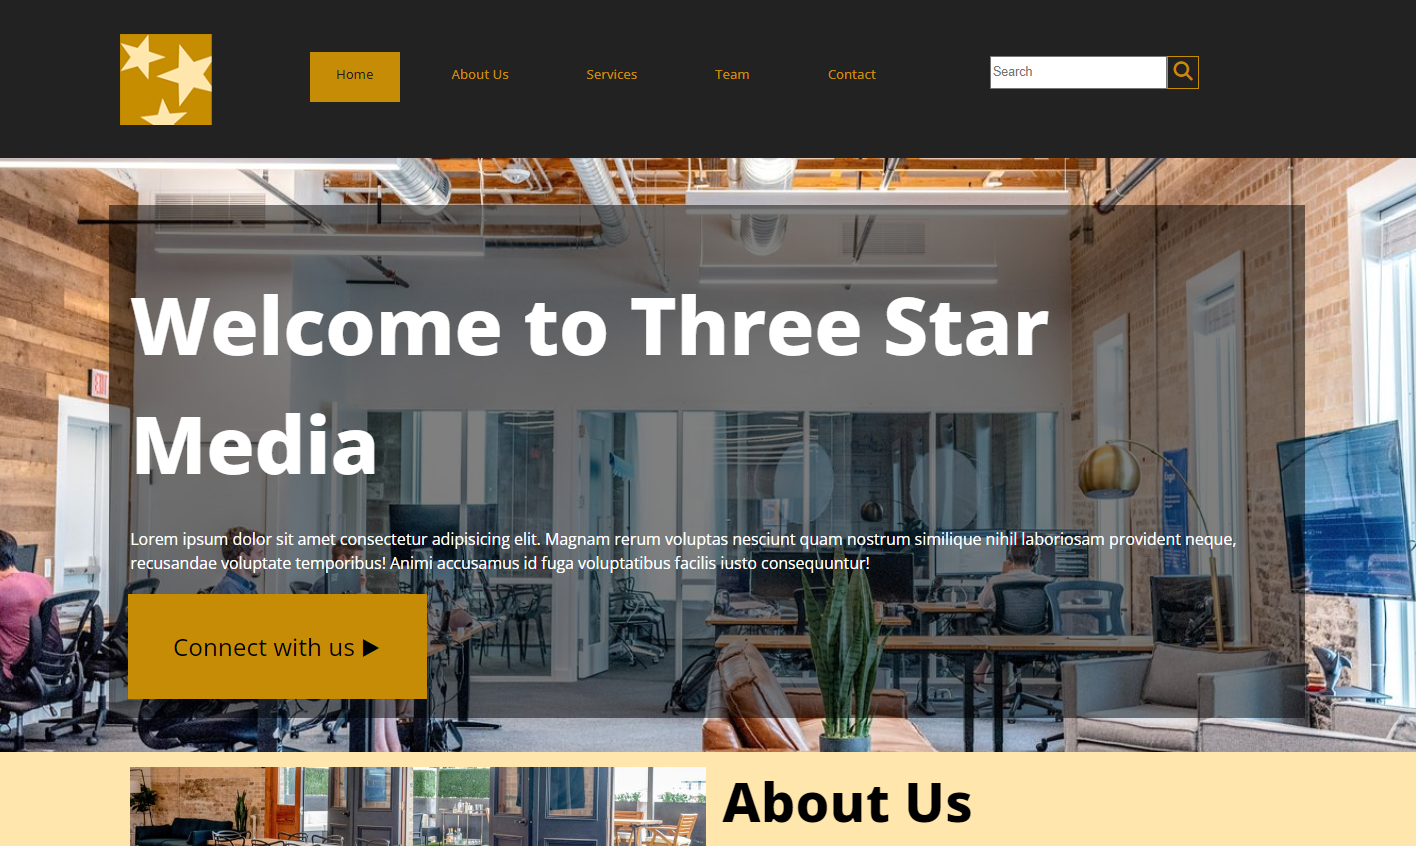 Home
About Us
Services
Team
Contact
Search
Welcome to Three Star
Media
Lorem ipsum dolor sit amet consectetur adipisicing elit. Magnam rerum voluptas nesciunt quam nostrum similique nihil laboriosam provident neque,
recusandae voluptate temporibus! Animi accusamus id fuga voluptatibus facilis iusto consequuntur!
Connect with us ▶
About Us